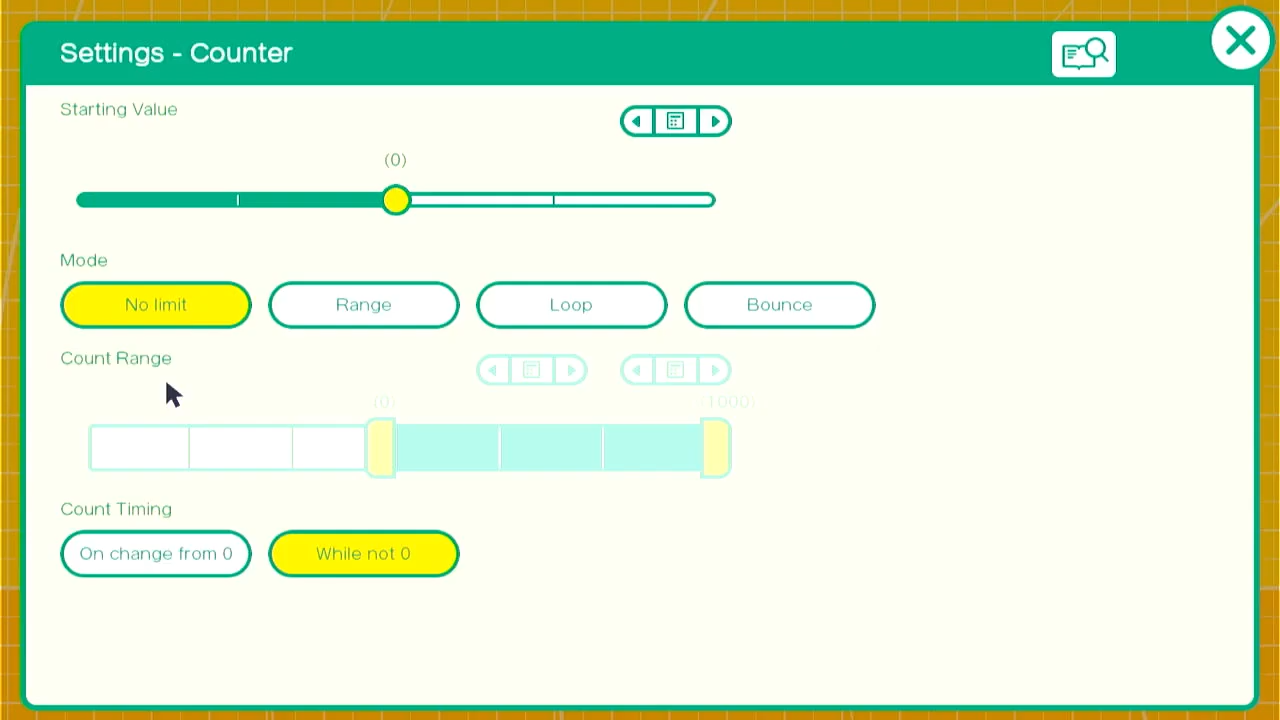 Settings - Counter
Starting Value
(0)
Mode
No limit
Range
Loop
Bounce
Count Range
(0)
(1000)
Count Timing
On change from 0
While not 0